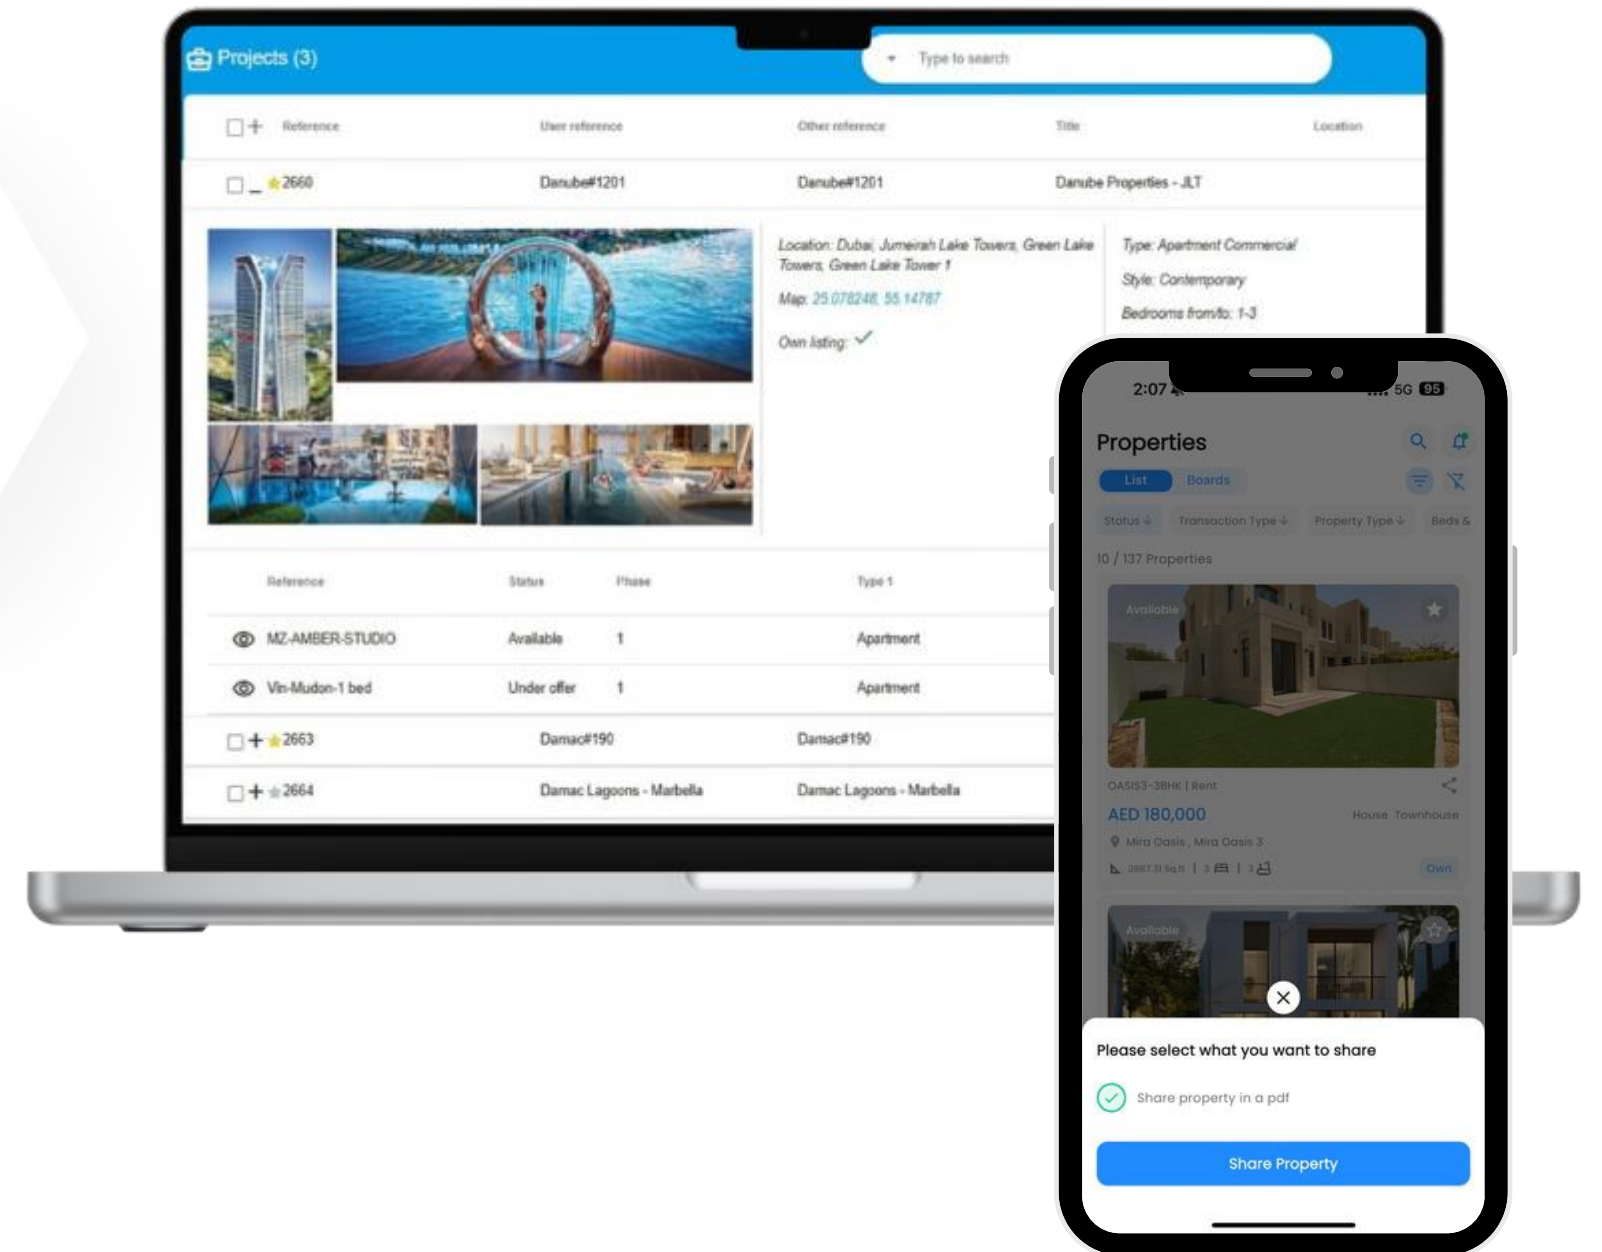 Projects (3)
Type to search
Reference User reference Other reference Title Location
2660 Danube#1201 Danube#1201 Danube Properties - JLT
Location: Dubai, Jumeirah Lake Towers, Green Lake
Towers, Green Lake Tower 1
Map: 25.078248, 55.14787
Own listing:
Type: Apartment Commercial
Style: Contemporary
Bedrooms from/to: 1-3
Reference Status Phase Type 1
MZ-AMBER-STUDIO Available 1 Apartment
Vin-Mudon-1 bed Under offer 1 Apartment
2663 Damac#190 Damac#190
2664 Damac Lagoons - Marbella Damac Lagoons - Marbella
2:07 5G 95
Properties
List Boards
Status Transaction Type Property Type Beds &
10 / 137 Properties
Available
OASIS3-3BHK | Rent
AED 180,000 House Townhouse
Mira Oasis , Mira Oasis 3
Sq.ft | 3 | 3 Own
Available
Please select what you want to share
Share property in a pdf
Share Property